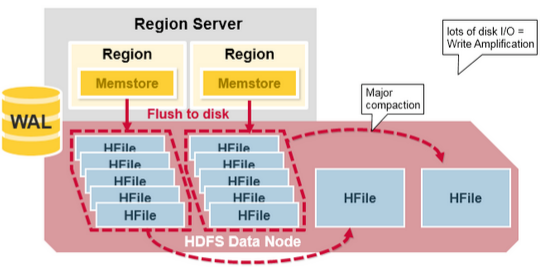 Region Server
lots of disk I/O =
Write Amplification
Region
Region
Memstore
Memstore
Major
compaction
Flush to disk
WAL
HFile
HFile
HFile
HFile
HFile
HFile
HFile
HFile
HFile
HFile
HFile
HFile
HDFS Data Node